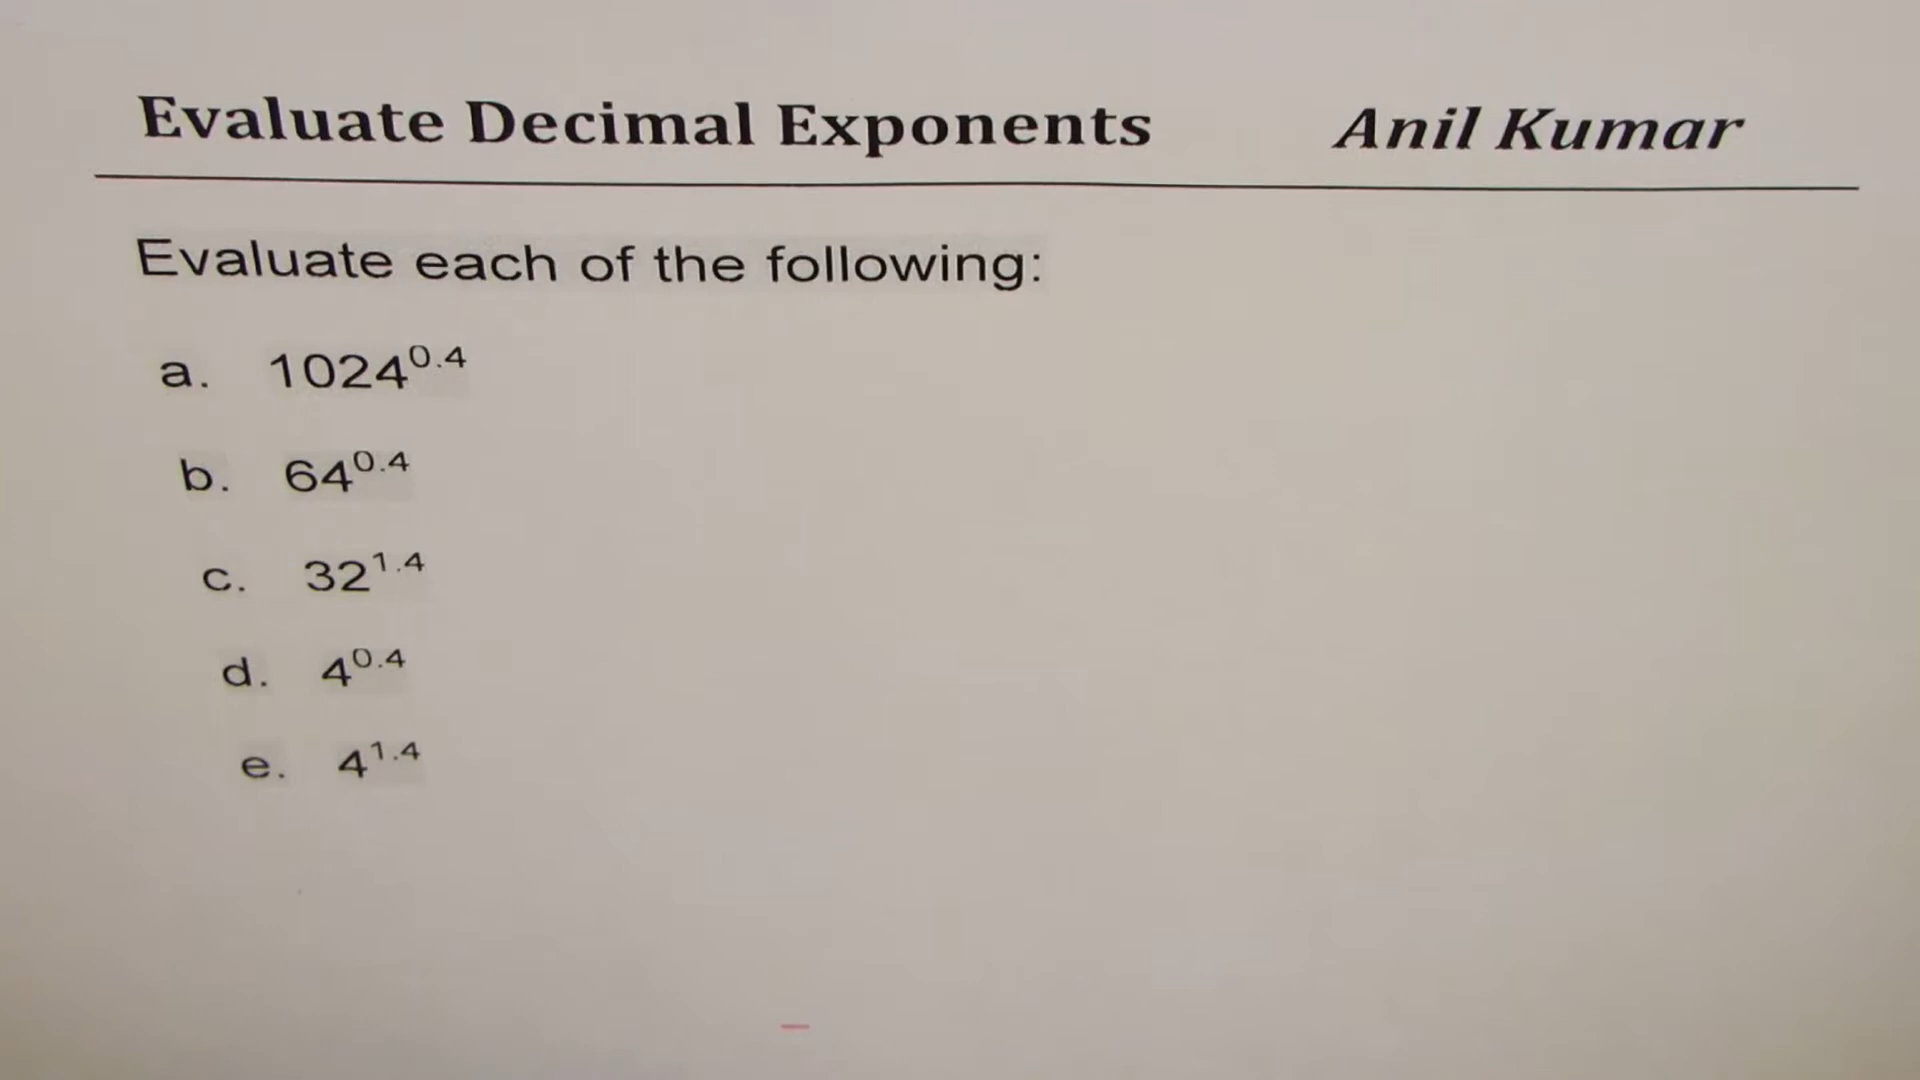 Evaluate Decimal Exponents Anil Kumar
Evaluate each of the following:
a. 1024^0.4
b. 64^0.4
c. 32^1.4
d. 4^0.4
e. 4^1.4